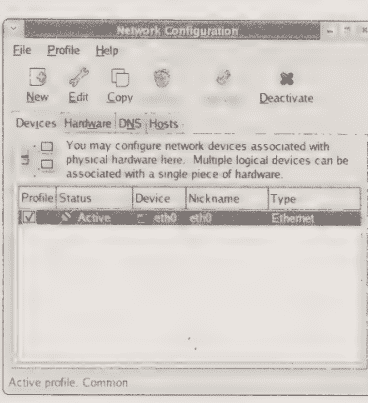 Network Configuration
File Profile Help
New Edit Copy Deactivate
Devices Hardware DNS Hosts
You may configure network devices associated with
physical hardware here. Multiple logical devices can be
associated with a single piece of hardware.
Profile Status Device Nickname Type
Active eth0 eth0 Ethernet
Active profile. Common